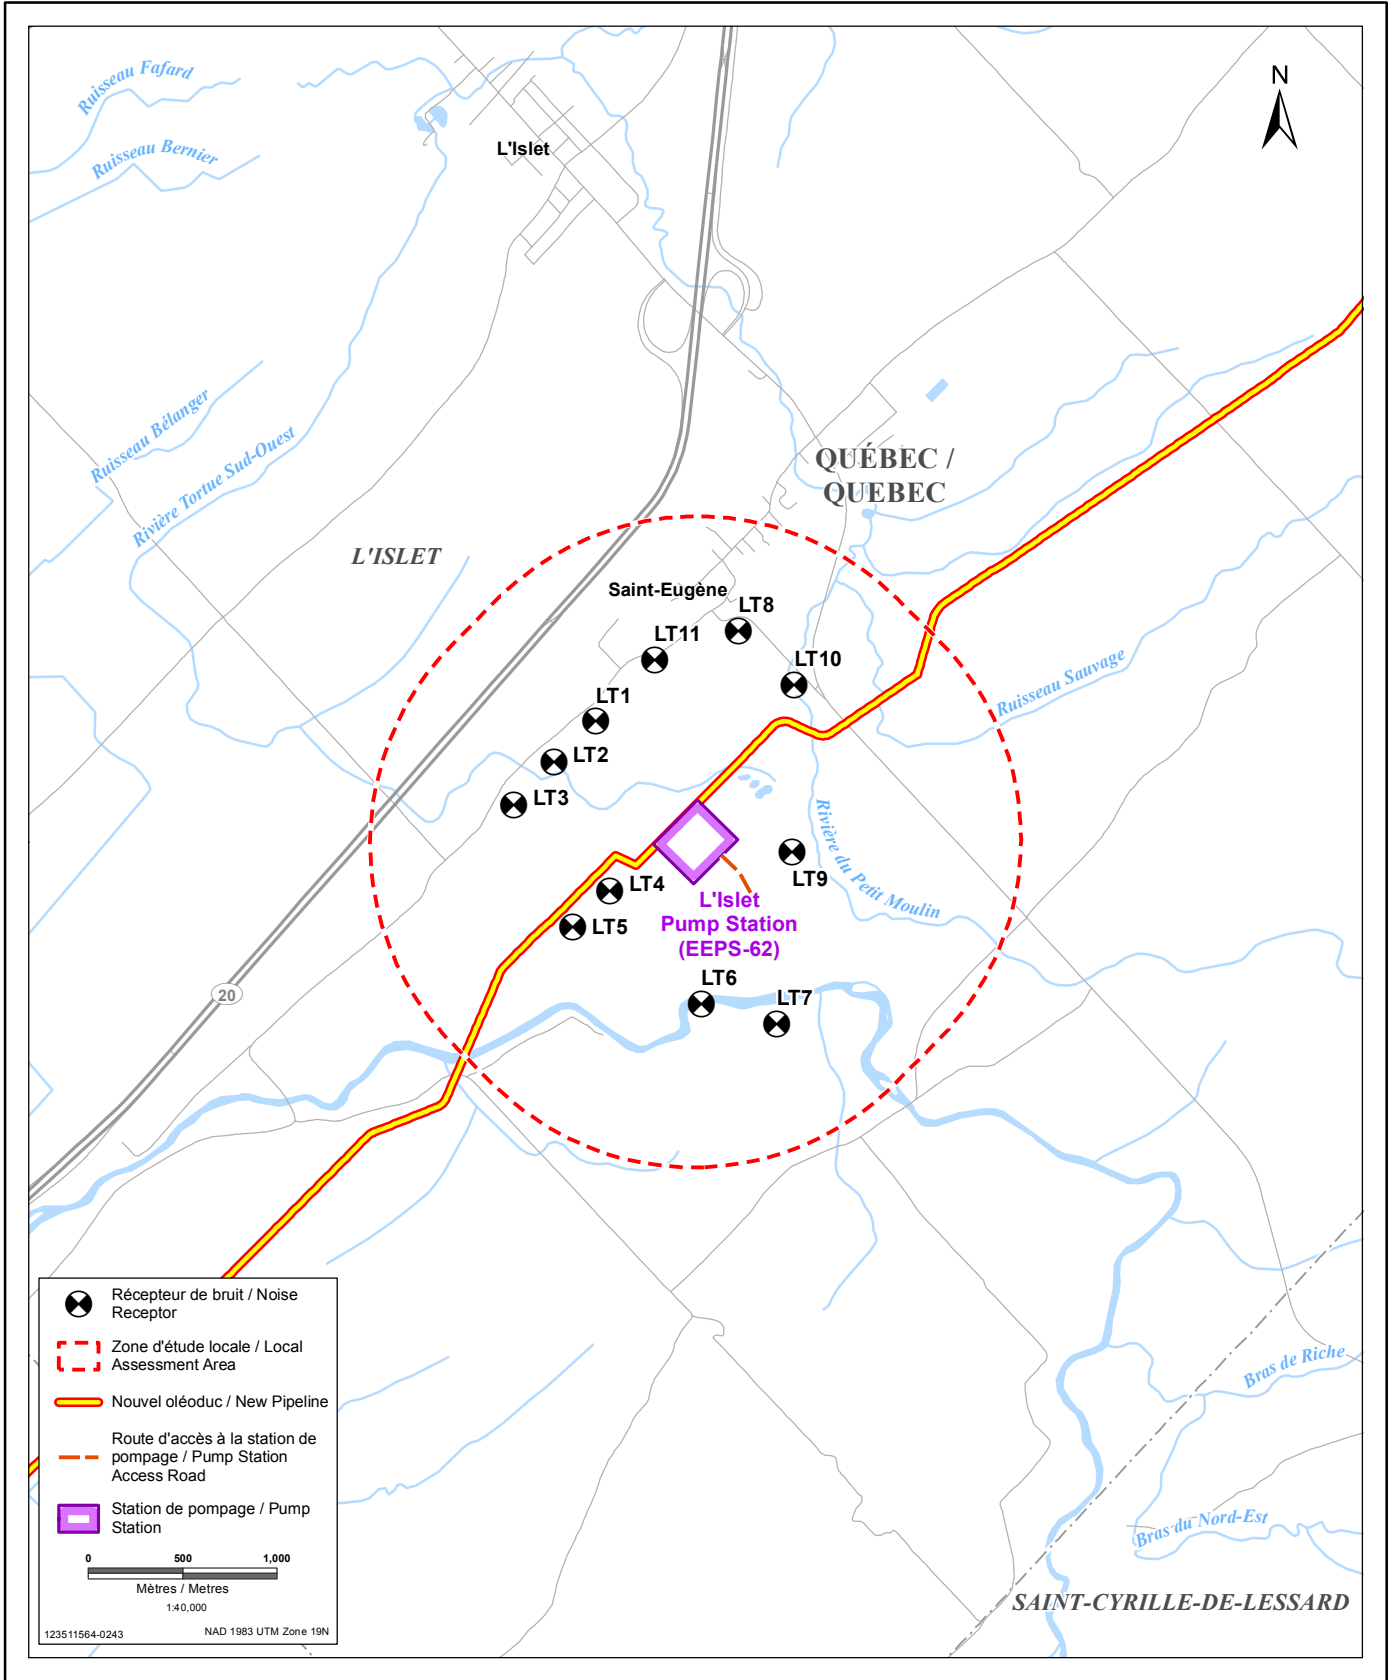 Ruisseau Fafard
N
Ruisseau Bernier
L'Islet
Ruisseau Bélanger
Rivière Tortue Sud-Ouest
QUÉBEC /
QUEBEC
L'ISLET
Saint-Eugène
LT8
LT11
LT10
Ruisseau Sauvage
LT1
LT2
LT3
Rivière du Petit Moulin
LT9
LT4
L'Islet
Pump Station
(EEPS-62)
LT5
20
LT6
LT7
Récepteur de bruit / Noise
Receptor
Zone d'étude locale / Local
Assessment Area
Nouvel oléoduc / New Pipeline
Route d'accès à la station de
pompage / Pump Station
Access Road
Station de pompage / Pump
Station
0 500 1,000
Mètres / Metres
1:40,000
123511564-0243 NAD 1983 UTM Zone 19N
Bras de Riche
Bras du Nord-Est
SAINT-CYRILLE-DE-LESSARD